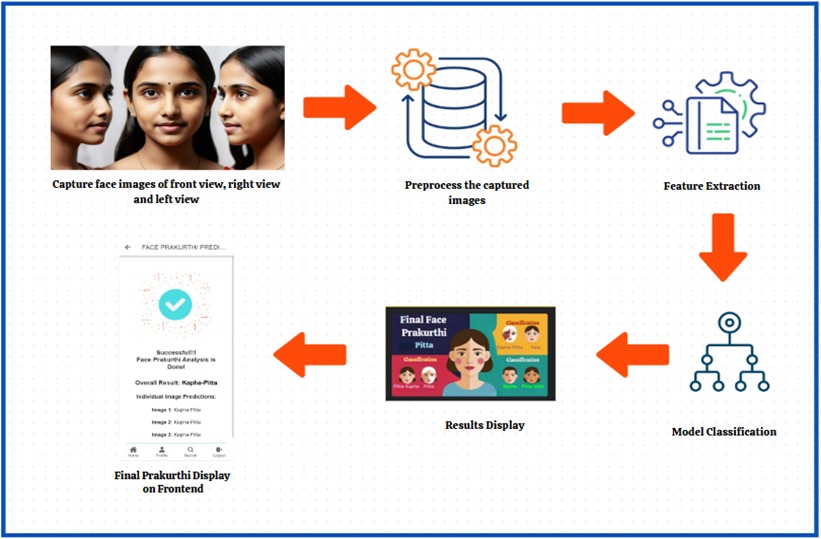 Capture face images of front view, right view
and left view
Preprocess the captured
images
Feature Extraction
Model Classification
Final Face
Prakurthi
Pitta
Classification
Kapha-Pitta
Vata
Classification
Pitta-Kapha
Pitta
Classification
Kapha
Pitta-Vata
Results Display
FACE PRAKURTHI PREDI...
Successful!!!
Face Prakurthi Analysis is
Done!
Overall Result: Kapha-Pitta
Individual Image Predictions:
Image 1: Kapha-Pitta
Image 2: Kapha-Pitta
Image 3: Kapha-Pitta
Home
Profile
Search
Logout
Final Prakurthi Display
on Frontend